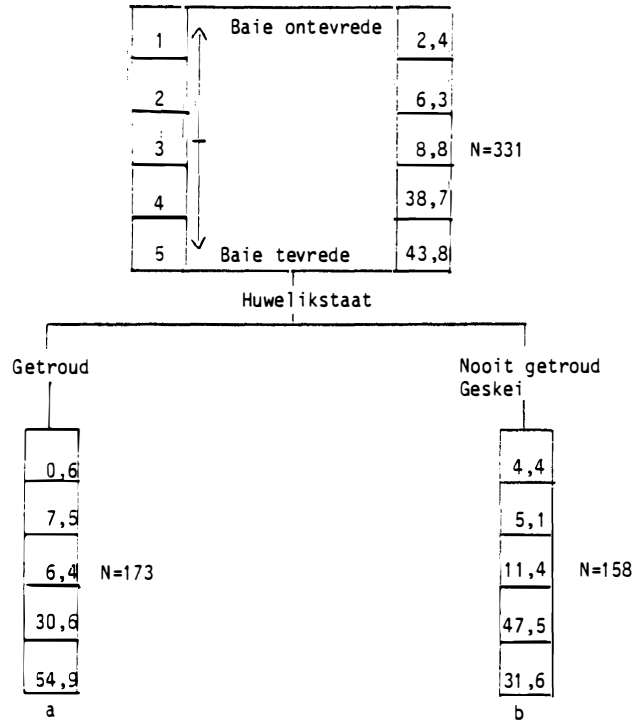 Baie ontevrede
1 2,4
2 6,3
3 8,8 N=331
4 38,7
5 Baie tevrede 43,8
Huwelikstaat
Getroud Nooit getroud
Geskei
0,6 4,4
7,5 5,1
6,4 N=173 11,4 N=158
30,6 47,5
54,9 31,6
a b